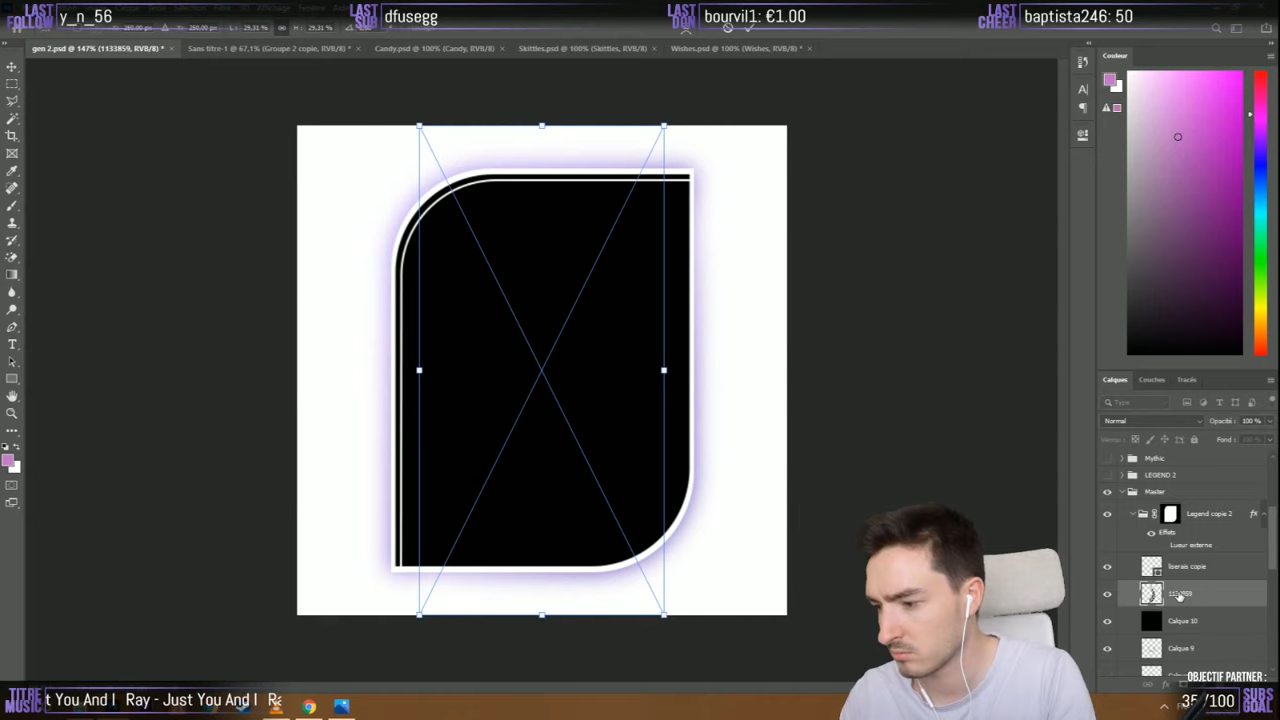 LAST FOLLOW y_n_56 LAST SUB dfusegg LAST DON bourvil1: €1.00 LAST CHEER baptista246: 50
gen 2.psd @ 147% (1133859, RVB/8) * × Sans titre-1 @ 67,1% (Groupe 2 copie, RVB/8) * × Candy.psd @ 100% (Candy, RVB/8) × Skittles.psd @ 100% (Skittles, RVB/8) × Wishes.psd @ 100% (Wishes, RVB/8) * ×
Couleur
Calques Couches Tracés
Type
Normal Opacité : 100 %
Fond : 100 %
Mythic
LEGEND 2
Master
Legend copie 2 fx
Effets
Lueur externe
liserais copie
Calque 10
Calque 9
OBJECTIF PARTNER :
TITRE MUSIC t You And I Ray - Just You And I Ra
35/100 SUBS GOAL